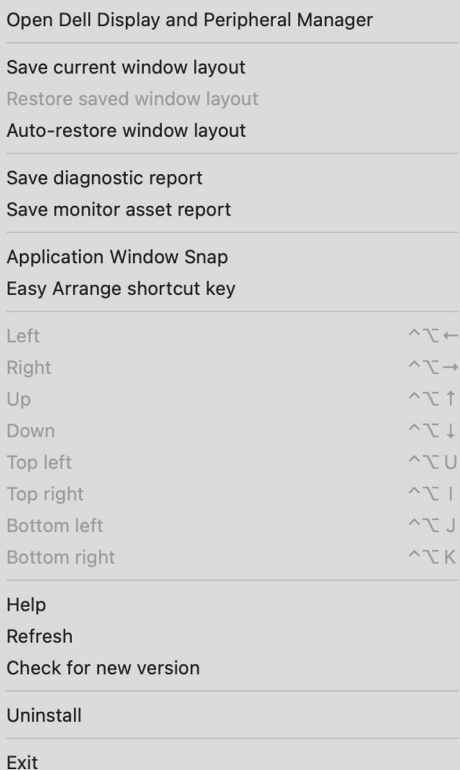 Open Dell Display and Peripheral Manager
Save current window layout
Restore saved window layout
Auto-restore window layout
Save diagnostic report
Save monitor asset report
Application Window Snap
Easy Arrange shortcut key
Left ^⌥←
Right ^⌥→
Up ^⌥↑
Down ^⌥↓
Top left ^⌥U
Top right ^⌥I
Bottom left ^⌥J
Bottom right ^⌥K
Help
Refresh
Check for new version
Uninstall
Exit